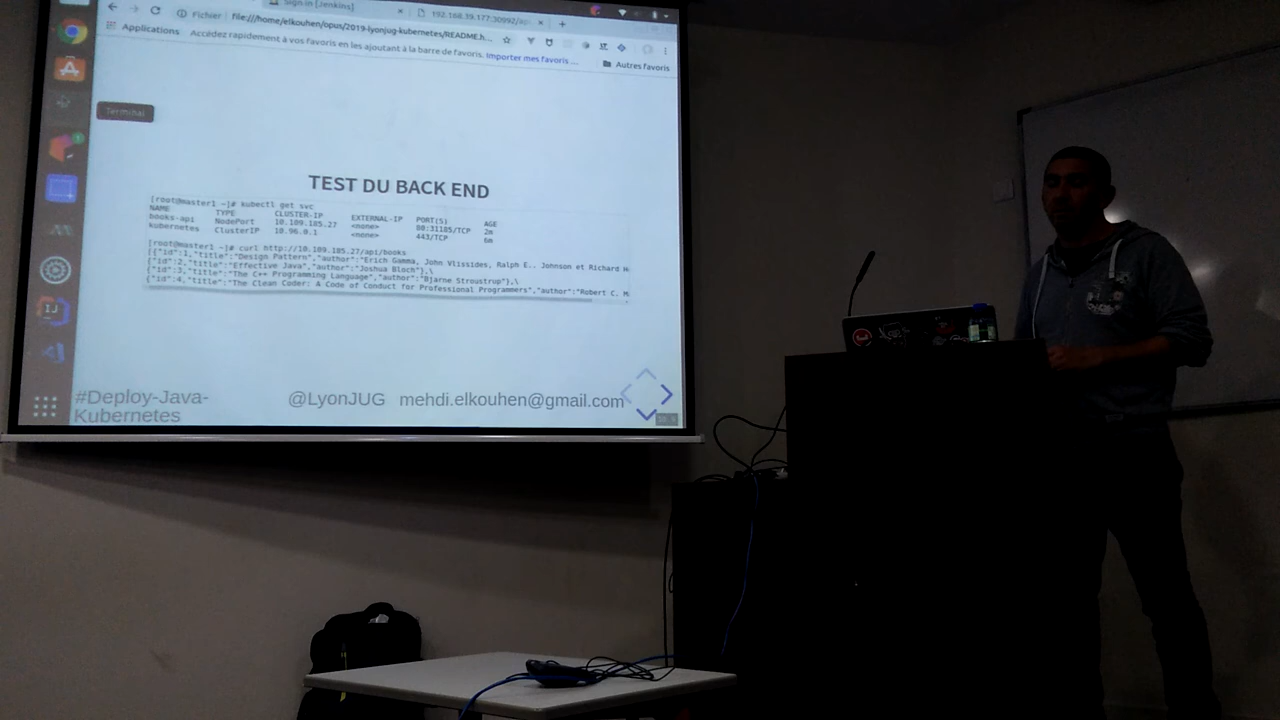 Sign in [Jenkins]
192.168.39.177:30992/ap
Fichier
file:///home/elkouhen/opus/2019-lyonjug-kubernetes/README.h...
Applications
Accédez rapidement à vos favoris en les ajoutant à la barre de favoris. Importer mes favoris ...
Autres favoris
Terminal
TEST DU BACK END
[root@master1 ~]# kubectl get svc
NAME TYPE CLUSTER-IP EXTERNAL-IP PORT(S) AGE
books-api NodePort 10.109.185.27 <none> 80:31185/TCP 2m
kubernetes ClusterIP 10.96.0.1 <none> 443/TCP 6m
[root@master1 ~]# curl http://10.109.185.27/api/books
[{"id":1,"title":"Design Pattern","author":"Erich Gamma, John Vlissides, Ralph E.. Johnson et Richard H
{"id":2,"title":"Effective Java","author":"Joshua Bloch"},\
{"id":3,"title":"The C++ Programming Language","author":"Bjarne Stroustrup"},\
{"id":4,"title":"The Clean Coder: A Code of Conduct for Professional Programmers","author":"Robert C. M
#Deploy-Java-
Kubernetes
@LyonJUG mehdi.elkouhen@gmail.com